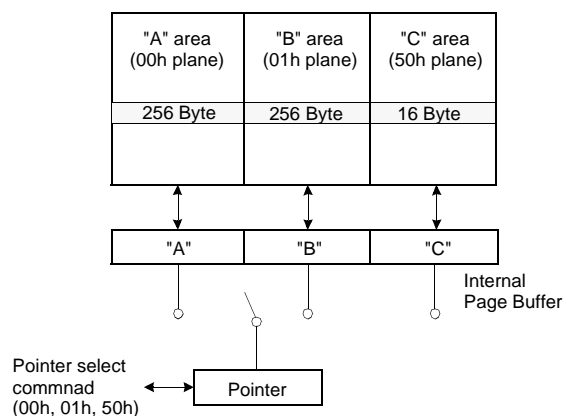 "A" area
(00h plane)
"B" area
(01h plane)
"C" area
(50h plane)
256 Byte
256 Byte
16 Byte
"A"
"B"
"C"
Internal
Page Buffer
Pointer select
commnad
(00h, 01h, 50h)
Pointer